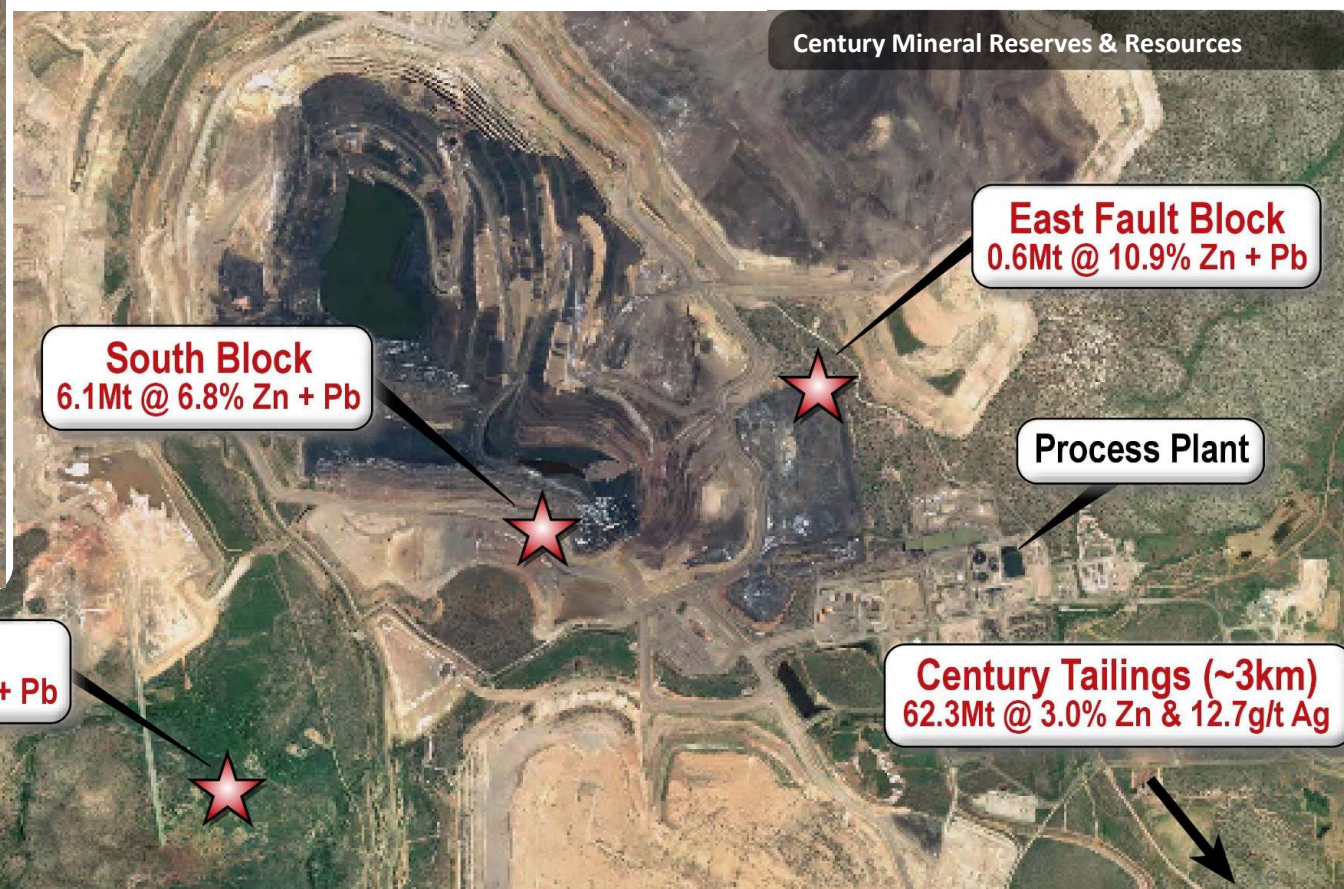 Century Mineral Reserves & Resources
East Fault Block
0.6Mt @ 10.9% Zn + Pb
South Block
6.1Mt @ 6.8% Zn + Pb
Process Plant
+ Pb
Century Tailings (~3km)
62.3Mt @ 3.0% Zn & 12.7g/t Ag
16